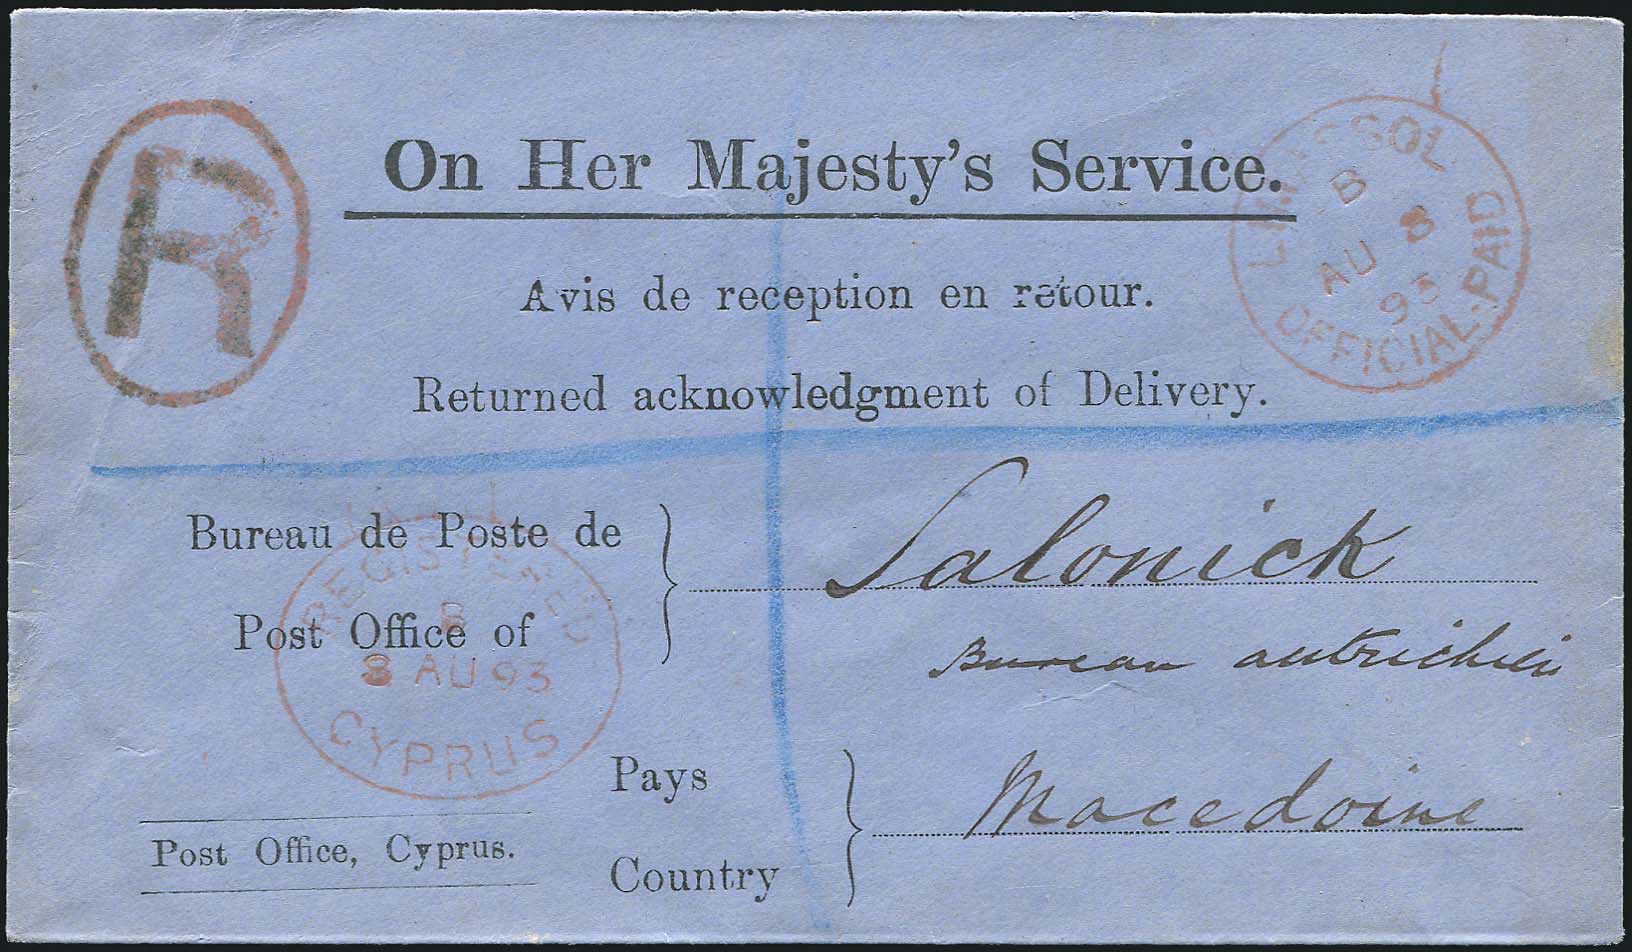 R
On Her Majesty's Service.
LIMASSOL
B
AU 8
93
OFFICIAL-PAID
Avis de reception en retour.
Returned acknowledgment of Delivery.
Bureau de Poste de
Post Office of
Salonick
Bureau autrichien
REGISTERED
B
8 AU 93
CYPRUS
Pays
Country
Macedoine
Post Office, Cyprus.